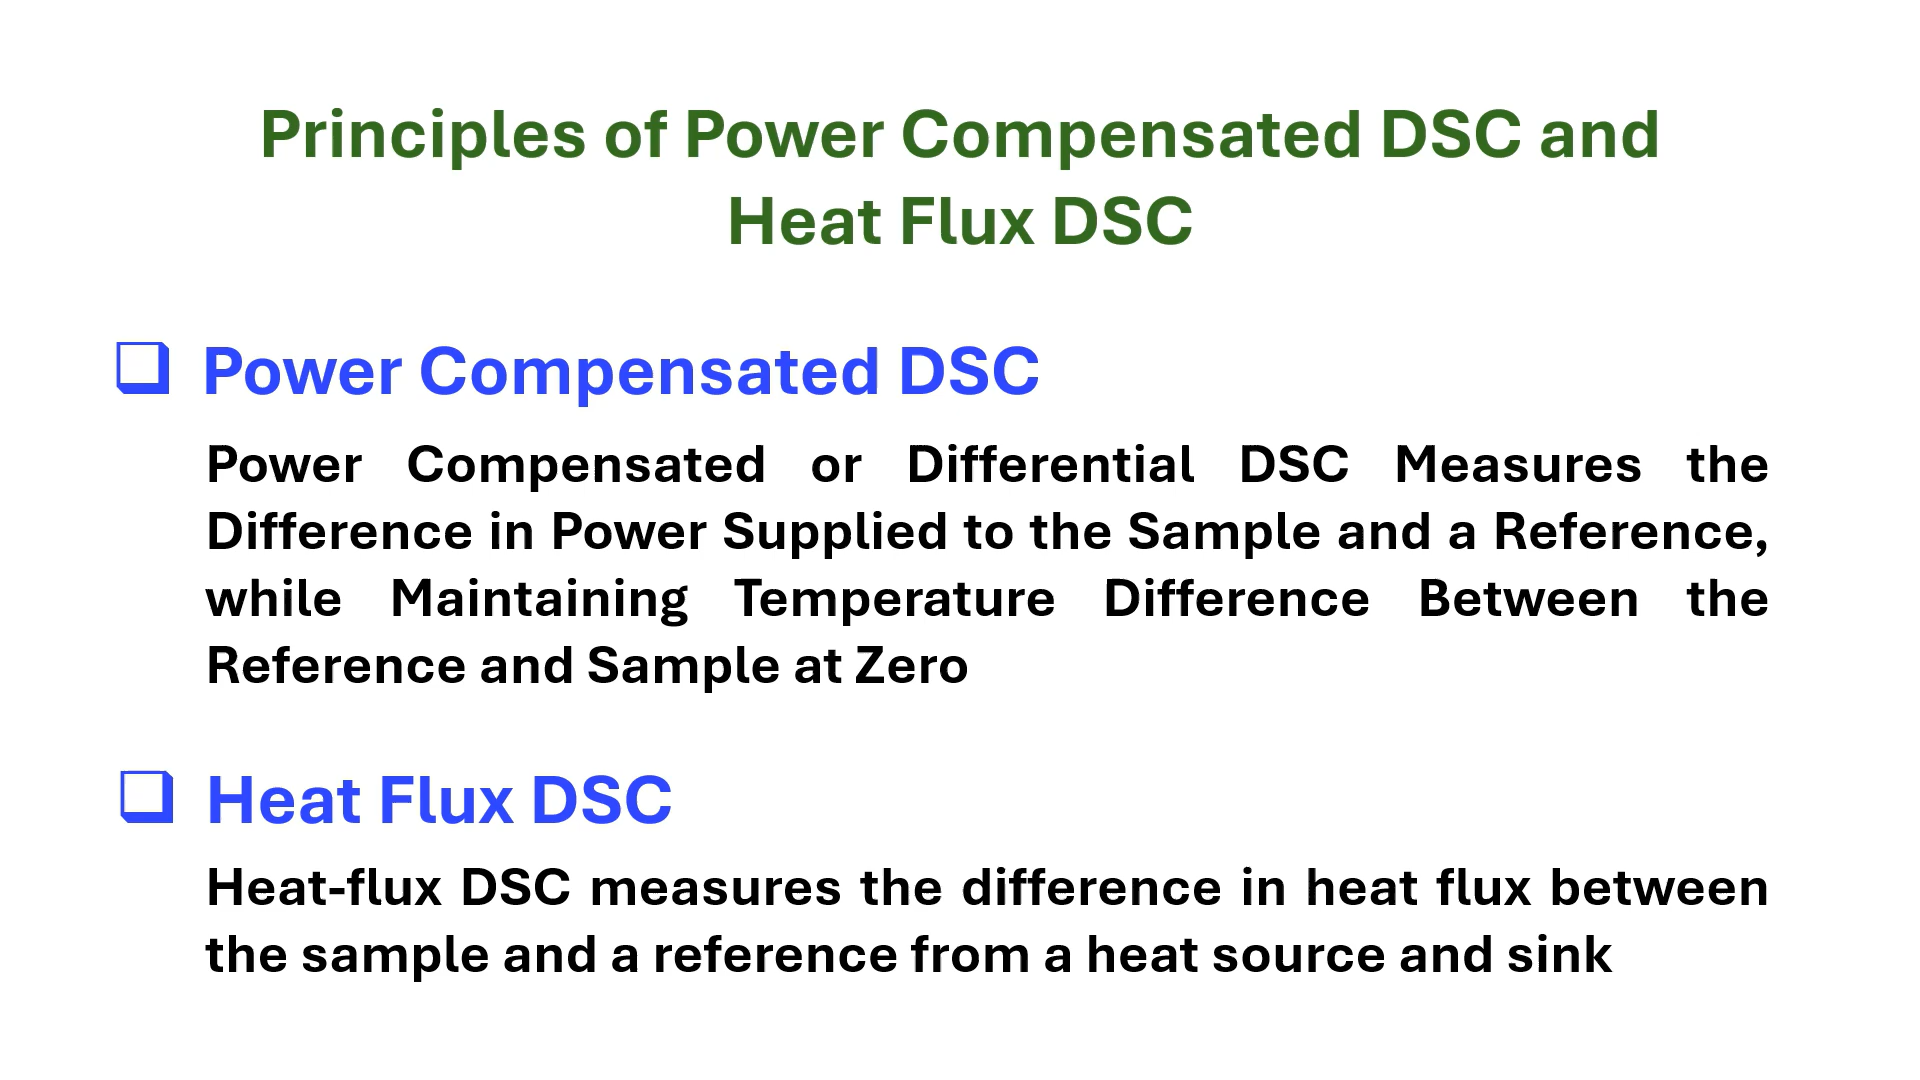 Principles of Power Compensated DSC and
Heat Flux DSC
Power Compensated DSC
Power Compensated or Differential DSC Measures the
Difference in Power Supplied to the Sample and a Reference,
while Maintaining Temperature Difference Between the
Reference and Sample at Zero
Heat Flux DSC
Heat-flux DSC measures the difference in heat flux between
the sample and a reference from a heat source and sink